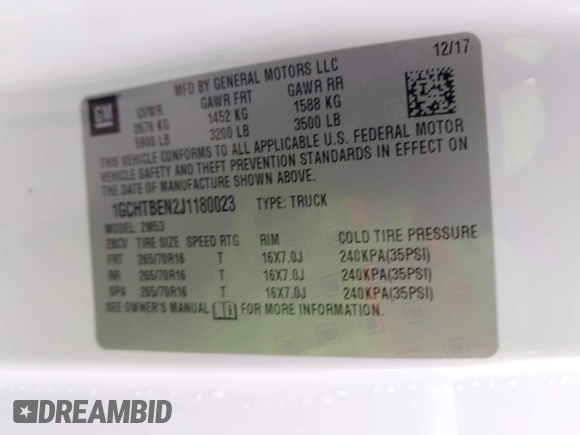 12/17
GM
MFD BY GENERAL MOTORS LLC
GVWR GAWR FRT GAWR RR
2676 KG 1452 KG 1588 KG
5900 LB 3200 LB 3500 LB
THIS VEHICLE CONFORMS TO ALL APPLICABLE U.S. FEDERAL MOTOR
VEHICLE SAFETY AND THEFT PREVENTION STANDARDS IN EFFECT ON
THE DATE OF MANUFACTURE SHOWN ABOVE.
1GCHTBEN2J1180023 TYPE: TRUCK
MODEL: 2M53
2BCV TIRE SIZE SPEED RTG RIM COLD TIRE PRESSURE
FRT 265/70R16 T 16X7.0J 240KPA(35PSI)
RR 265/70R16 T 16X7.0J 240KPA(35PSI)
SPA 265/70R16 T 16X7.0J 240KPA(35PSI)
SEE OWNER'S MANUAL i FOR MORE INFORMATION.
DREAMBID